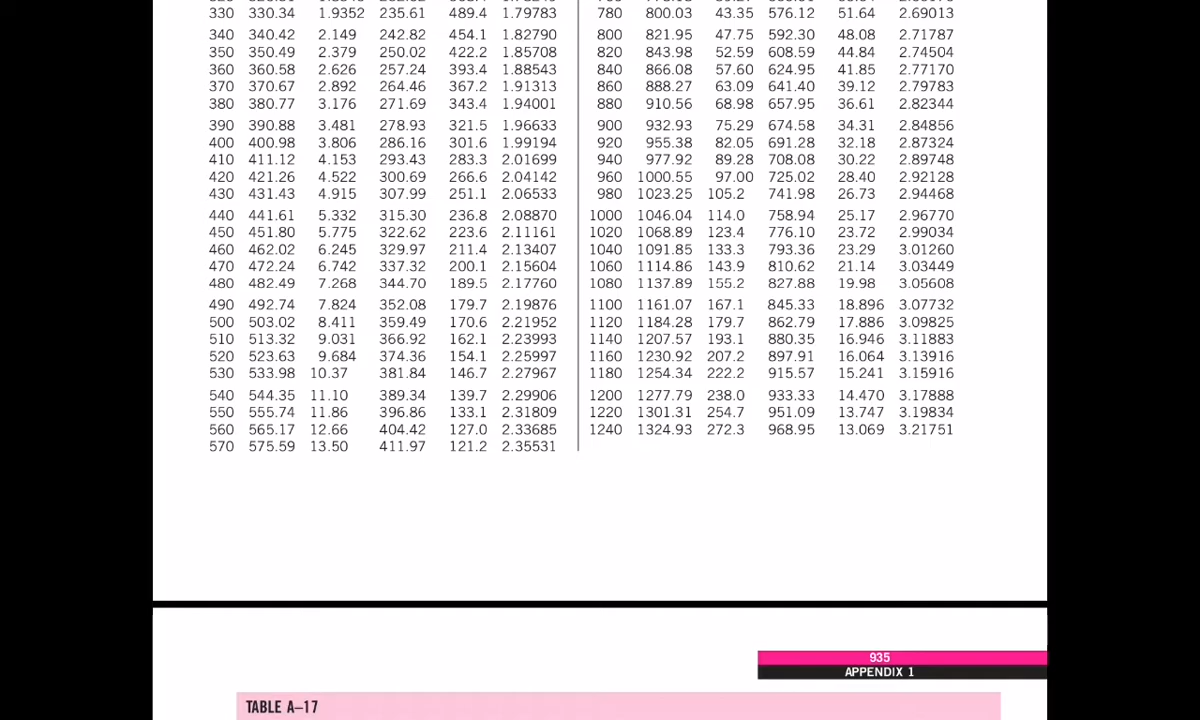 330 330.34 1.9352 235.61 489.4 1.79783 780 800.03 43.35 576.12 51.64 2.69013
340 340.42 2.149 242.82 454.1 1.82790 800 821.95 47.75 592.30 48.08 2.71787
350 350.49 2.379 250.02 422.2 1.85708 820 843.98 52.59 608.59 44.84 2.74504
360 360.58 2.626 257.24 393.4 1.88543 840 866.08 57.60 624.95 41.85 2.77170
370 370.67 2.892 264.46 367.2 1.91313 860 888.27 63.09 641.40 39.12 2.79783
380 380.77 3.176 271.69 343.4 1.94001 880 910.56 68.98 657.95 36.61 2.82344
390 390.88 3.481 278.93 321.5 1.96633 900 932.93 75.29 674.58 34.31 2.84856
400 400.98 3.806 286.16 301.6 1.99194 920 955.38 82.05 691.28 32.18 2.87324
410 411.12 4.153 293.43 283.3 2.01699 940 977.92 89.28 708.08 30.22 2.89748
420 421.26 4.522 300.69 266.6 2.04142 960 1000.55 97.00 725.02 28.40 2.92128
430 431.43 4.915 307.99 251.1 2.06533 980 1023.25 105.2 741.98 26.73 2.94468
440 441.61 5.332 315.30 236.8 2.08870 1000 1046.04 114.0 758.94 25.17 2.96770
450 451.80 5.775 322.62 223.6 2.11161 1020 1068.89 123.4 776.10 23.72 2.99034
460 462.02 6.245 329.97 211.4 2.13407 1040 1091.85 133.3 793.36 23.29 3.01260
470 472.24 6.742 337.32 200.1 2.15604 1060 1114.86 143.9 810.62 21.14 3.03449
480 482.49 7.268 344.70 189.5 2.17760 1080 1137.89 155.2 827.88 19.98 3.05608
490 492.74 7.824 352.08 179.7 2.19876 1100 1161.07 167.1 845.33 18.896 3.07732
500 503.02 8.411 359.49 170.6 2.21952 1120 1184.28 179.7 862.79 17.886 3.09825
510 513.32 9.031 366.92 162.1 2.23993 1140 1207.57 193.1 880.35 16.946 3.11883
520 523.63 9.684 374.36 154.1 2.25997 1160 1230.92 207.2 897.91 16.064 3.13916
530 533.98 10.37 381.84 146.7 2.27967 1180 1254.34 222.2 915.57 15.241 3.15916
540 544.35 11.10 389.34 139.7 2.29906 1200 1277.79 238.0 933.33 14.470 3.17888
550 555.74 11.86 396.86 133.1 2.31809 1220 1301.31 254.7 951.09 13.747 3.19834
560 565.17 12.66 404.42 127.0 2.33685 1240 1324.93 272.3 968.95 13.069 3.21751
570 575.59 13.50 411.97 121.2 2.35531
935
APPENDIX 1
TABLE A–17